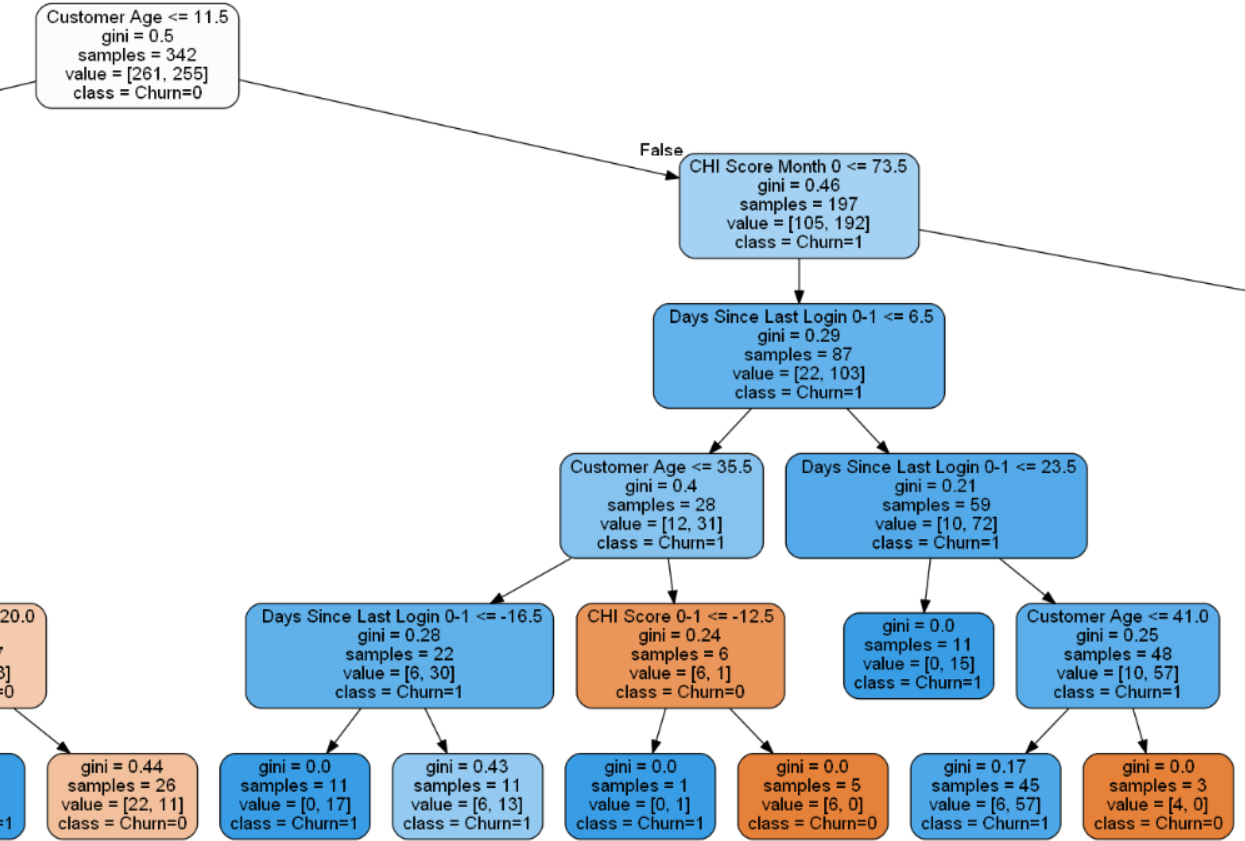 Customer Age <= 11.5
gini = 0.5
samples = 342
value = [261, 255]
class = Churn=0
False
CHI Score Month 0 <= 73.5
gini = 0.46
samples = 197
value = [105, 192]
class = Churn=1
Days Since Last Login 0-1 <= 6.5
gini = 0.29
samples = 87
value = [22, 103]
class = Churn=1
Customer Age <= 35.5
gini = 0.4
samples = 28
value = [12, 31]
class = Churn=1
Days Since Last Login 0-1 <= 23.5
gini = 0.21
samples = 59
value = [10, 72]
class = Churn=1
20.0
]
=0
Days Since Last Login 0-1 <= -16.5
gini = 0.28
samples = 22
value = [6, 30]
class = Churn=1
CHI Score 0-1 <= -12.5
gini = 0.24
samples = 6
value = [6, 1]
class = Churn=0
gini = 0.0
samples = 11
value = [0, 15]
class = Churn=1
Customer Age <= 41.0
gini = 0.25
samples = 48
value = [10, 57]
class = Churn=1
=1
gini = 0.44
samples = 26
value = [22, 11]
class = Churn=0
gini = 0.0
samples = 11
value = [0, 17]
class = Churn=1
gini = 0.43
samples = 11
value = [6, 13]
class = Churn=1
gini = 0.0
samples = 1
value = [0, 1]
class = Churn=1
gini = 0.0
samples = 5
value = [6, 0]
class = Churn=0
gini = 0.17
samples = 45
value = [6, 57]
class = Churn=1
gini = 0.0
samples = 3
value = [4, 0]
class = Churn=0